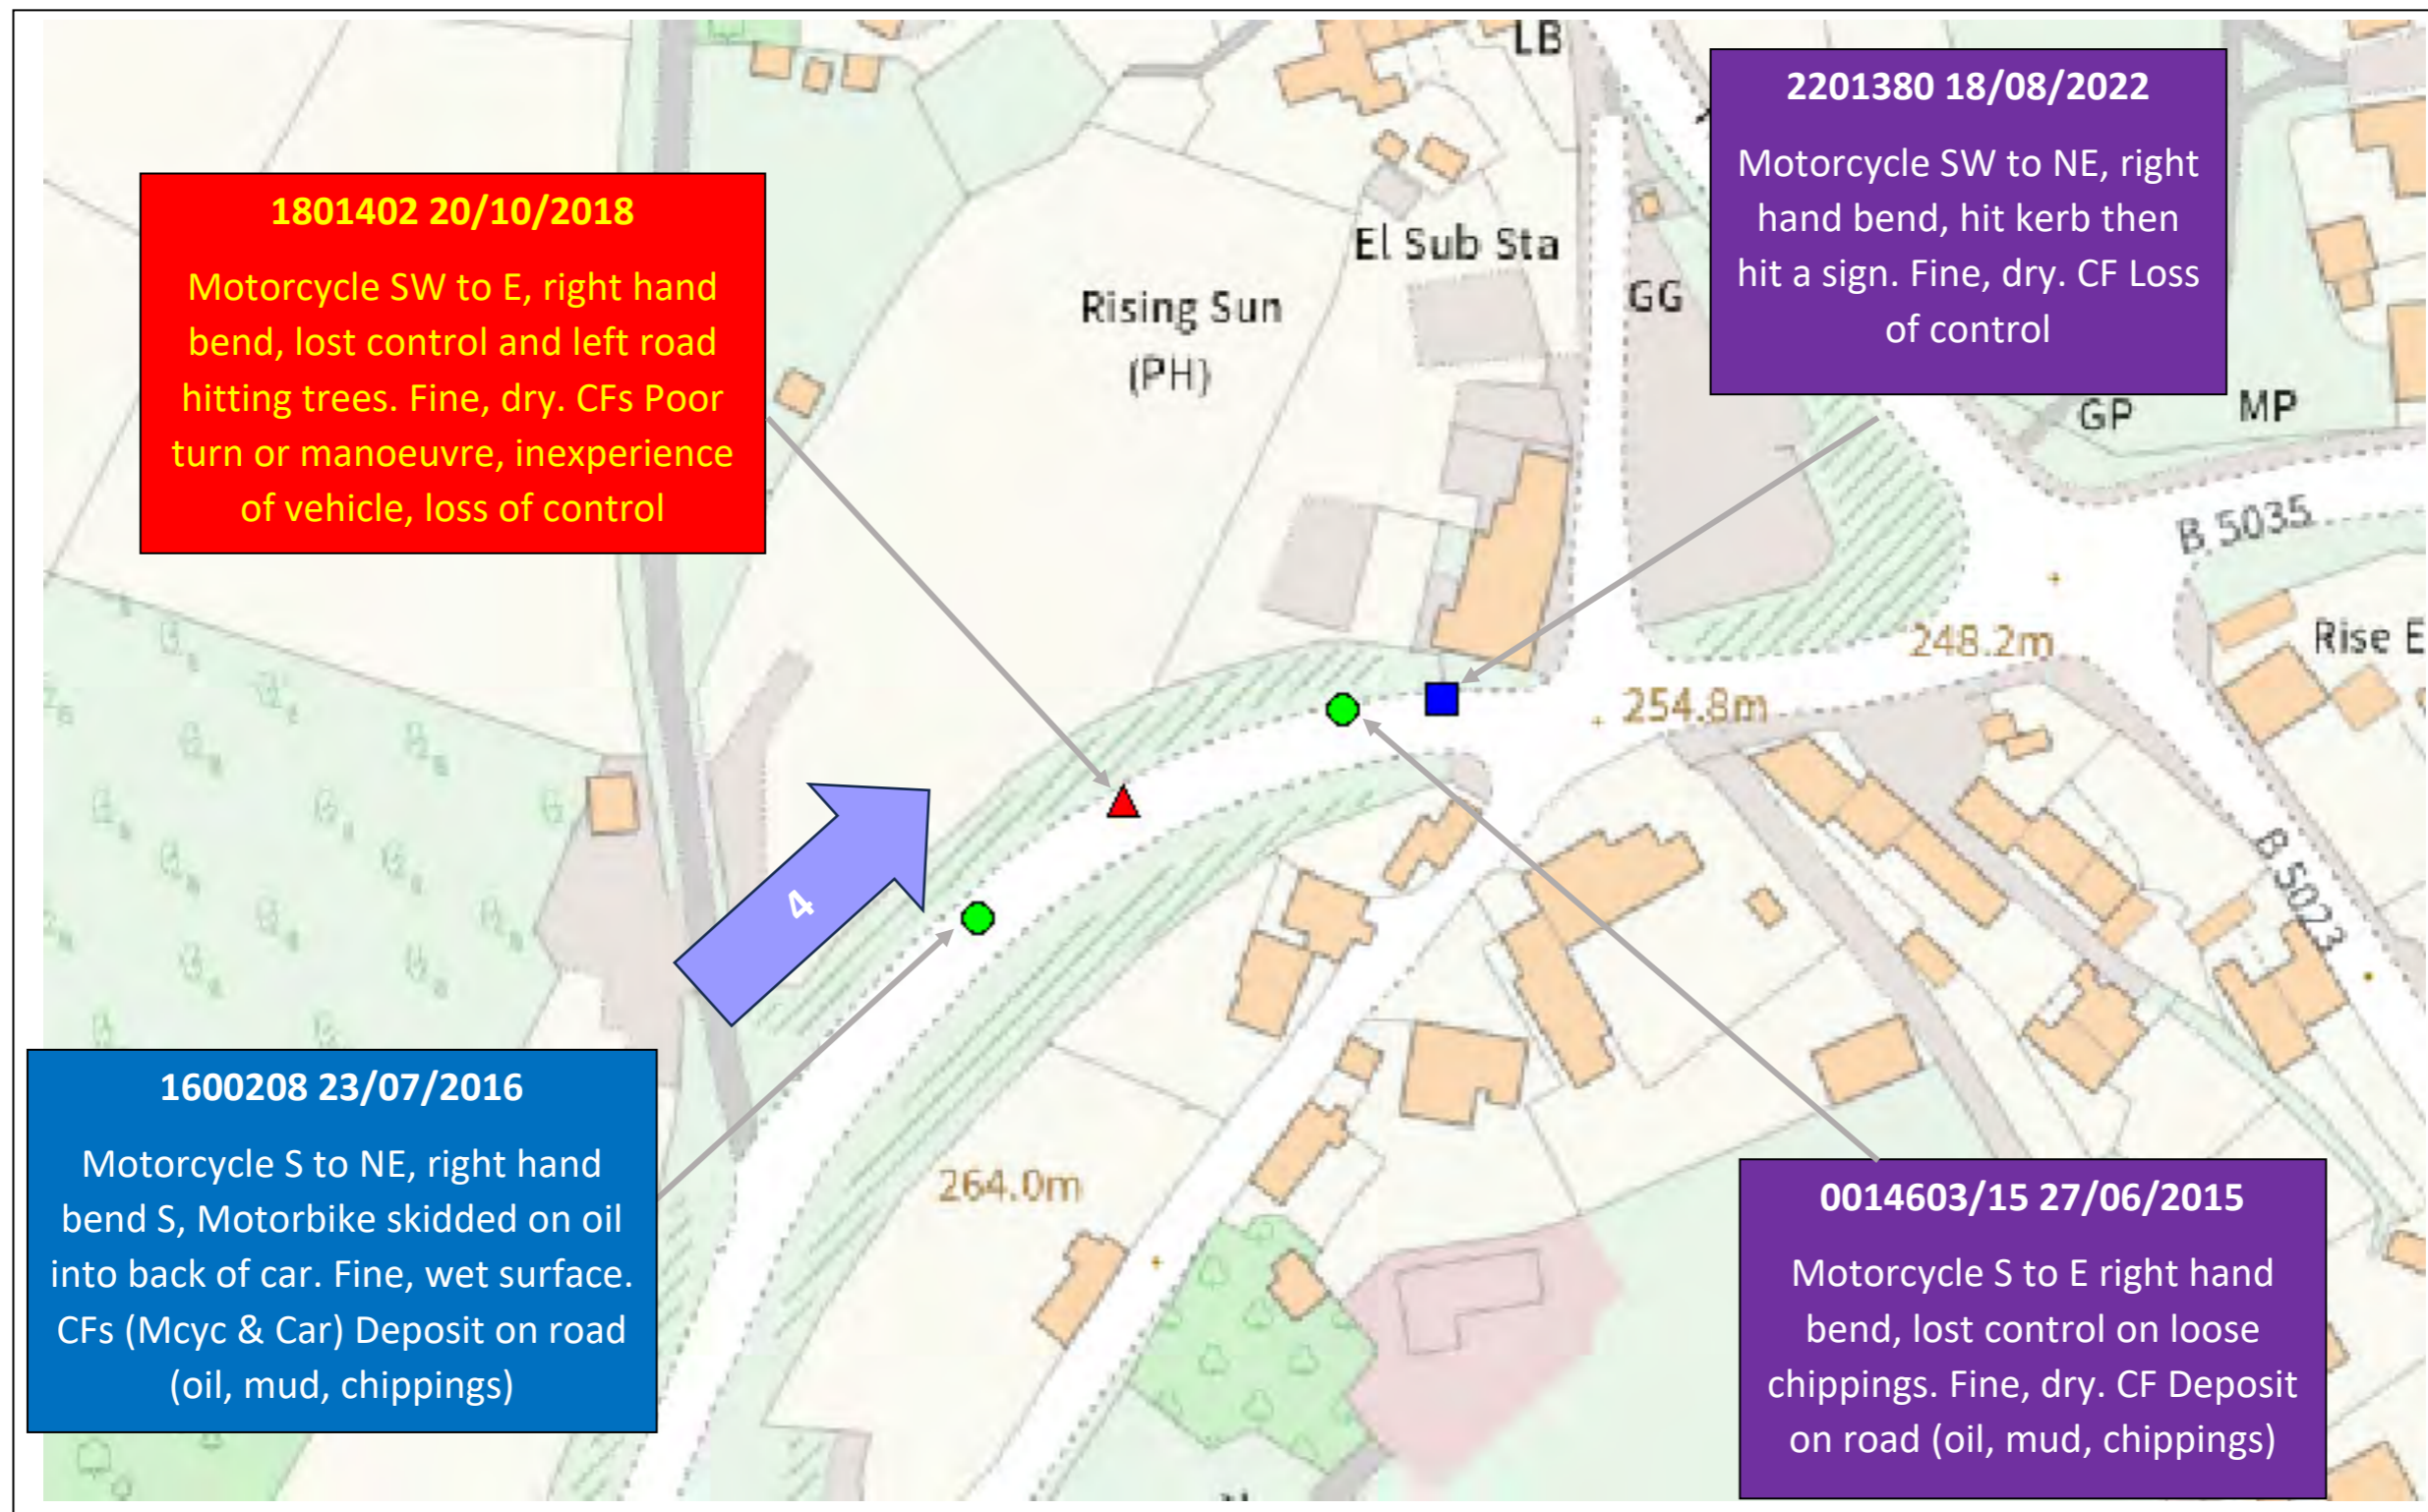 LB
2201380 18/08/2022
Motorcycle SW to NE, right
hand bend, hit kerb then
hit a sign. Fine, dry. CF Loss
of control
1801402 20/10/2018
Motorcycle SW to E, right hand
bend, lost control and left road
hitting trees. Fine, dry. CFs Poor
turn or manoeuvre, inexperience
of vehicle, loss of control
El Sub Sta
Rising Sun
(PH)
GG
GP
MP
B 5035
248.2m
Rise E
254.8m
4
B 5023
1600208 23/07/2016
Motorcycle S to NE, right hand
bend S, Motorbike skidded on oil
into back of car. Fine, wet surface.
CFs (Mcyc & Car) Deposit on road
(oil, mud, chippings)
264.0m
0014603/15 27/06/2015
Motorcycle S to E right hand
bend, lost control on loose
chippings. Fine, dry. CF Deposit
on road (oil, mud, chippings)